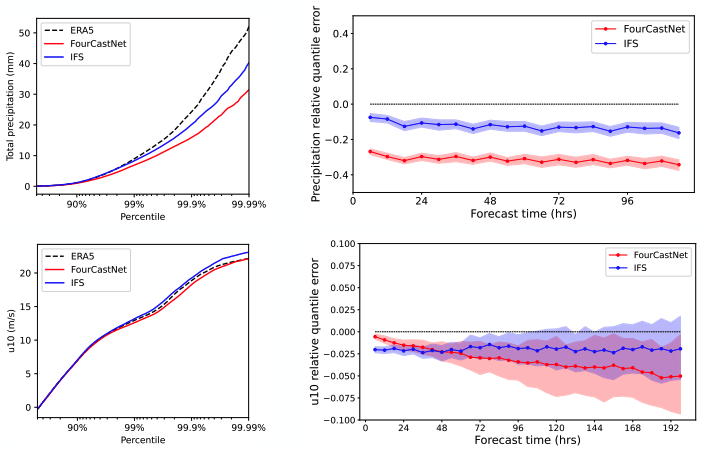 Total precipitation (mm)
50
40
30
20
10
0
ERA5
FourCastNet
IFS
90%
99%
99.9%
99.99%
Percentile
Precipitation relative quantile error
0.4
0.2
0.0
−0.2
−0.4
FourCastNet
IFS
0
24
48
72
96
Forecast time (hrs)
u10 (m/s)
20
15
10
5
0
ERA5
FourCastNet
IFS
90%
99%
99.9%
99.99%
Percentile
u10 relative quantile error
0.100
0.075
0.050
0.025
0.000
−0.025
−0.050
−0.075
−0.100
FourCastNet
IFS
0
24
48
72
96
120
144
168
192
Forecast time (hrs)